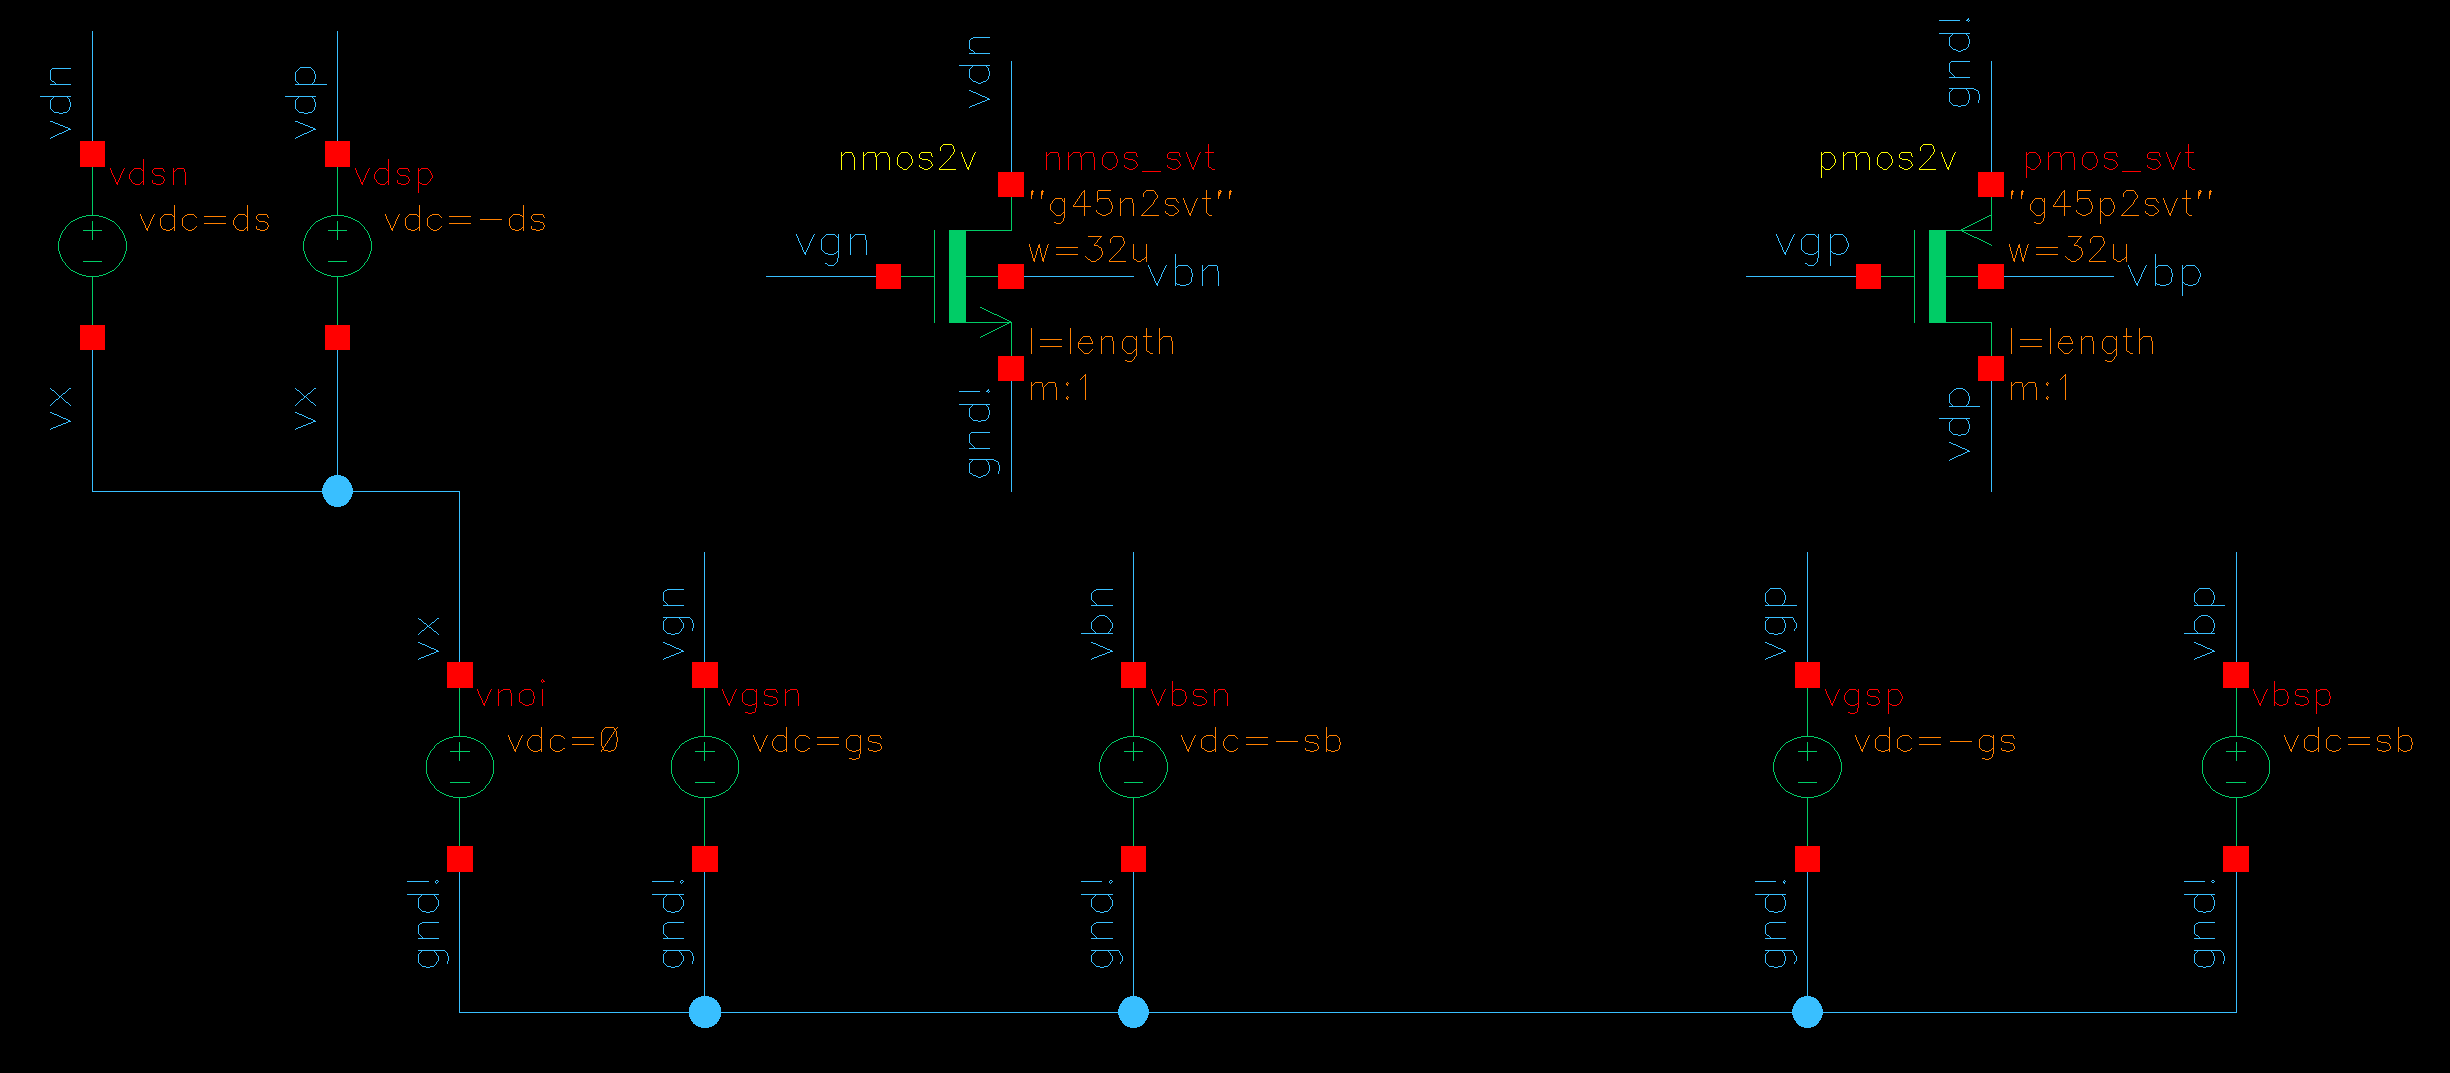 vdn
vdsn
vdc=ds
vx
vdp
vdsp
vdc=-ds
vx
vdn
nmos2v
nmos_svt
"g45n2svt"
w=32u
vgn
vbn
l=length
m:1
gnd!
gnd!
pmos2v
pmos_svt
"g45p2svt"
w=32u
vgp
vbp
l=length
m:1
vdp
vx
vnoi
vdc=0
gnd!
vgn
vgsn
vdc=gs
gnd!
vbn
vbsn
vdc=-sb
gnd!
vgp
vgsp
vdc=-gs
gnd!
vbp
vbsp
vdc=sb
gnd!